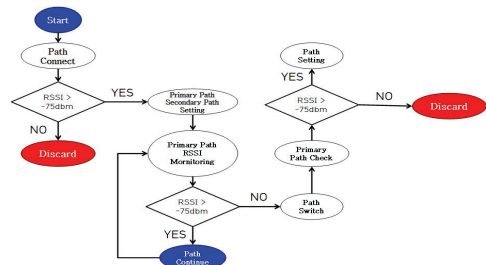 Start
Path
Connect
RSSI >
-75dbm
YES
NO
Discard
Primary Path
Secondary Path
Setting
Primary Path
RSSI
Mornitoring
RSSI >
-75dbm
YES
Path
Continue
NO
Path
Switch
Primary
Path Check
RSSI >
-75dbm
YES
Path
Setting
NO
Discard